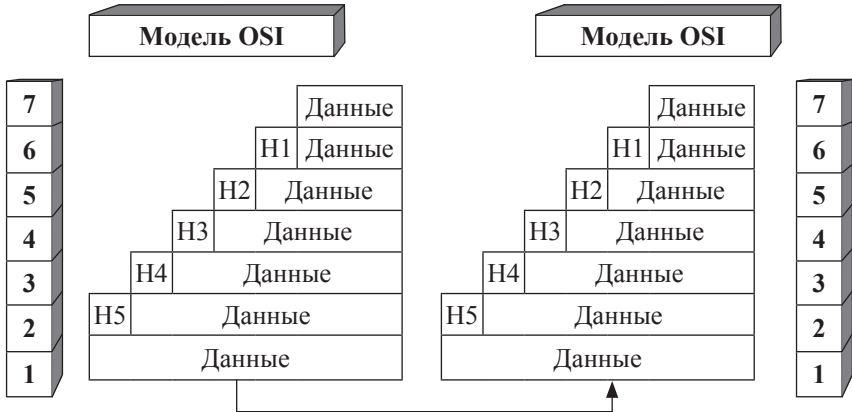 Модель OSI Модель OSI
7 Данные Данные 7
6 H1 Данные H1 Данные 6
5 H2 Данные H2 Данные 5
4 H3 Данные H3 Данные 4
3 H4 Данные H4 Данные 3
2 H5 Данные H5 Данные 2
1 Данные Данные 1